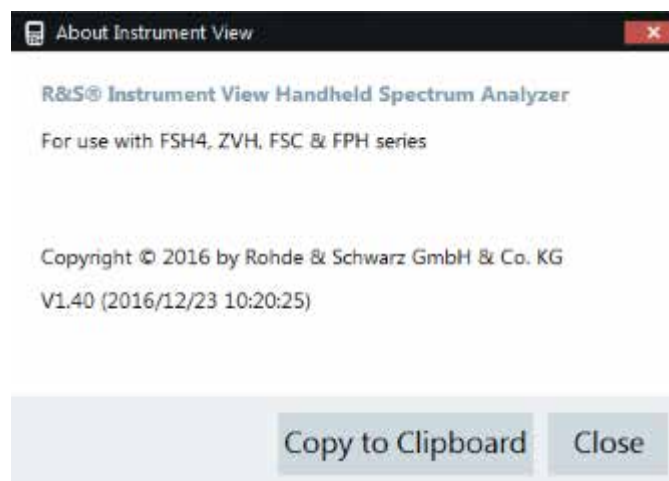 About Instrument View
R&S® Instrument View Handheld Spectrum Analyzer
For use with FSH4, ZVH, FSC & FPH series
Copyright © 2016 by Rohde & Schwarz GmbH & Co. KG
V1.40 (2016/12/23 10:20:25)
Copy to Clipboard Close